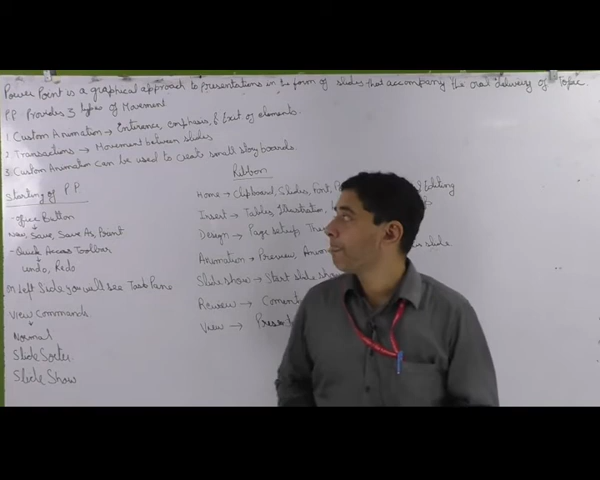 Power Point is a graphical approach to Presentations in the form of slides that accompany the oral delivery of Topic.
PP Provides 3 types of Movement
1 Custom Animation → Enterence, emphesis, & Exit of elements.
2 Transactions → Movement between slides
3 Custom Animation can be used to create small story boards.
Starting of PP
- office Button
New, Save, Save As, Print
- Quick Access Toolbar
undo, Redo
On left Side you will see Task Pane
View Commands
Normal
Slide Sorter
Slide Show
Ribbon
Home → Clipboard, Slides, Font, Editing
Insert → Tables, Illustration,
Design → Page setup,
Animation → Preview, slide
Slide show → Start slide
Review → Coment
View →